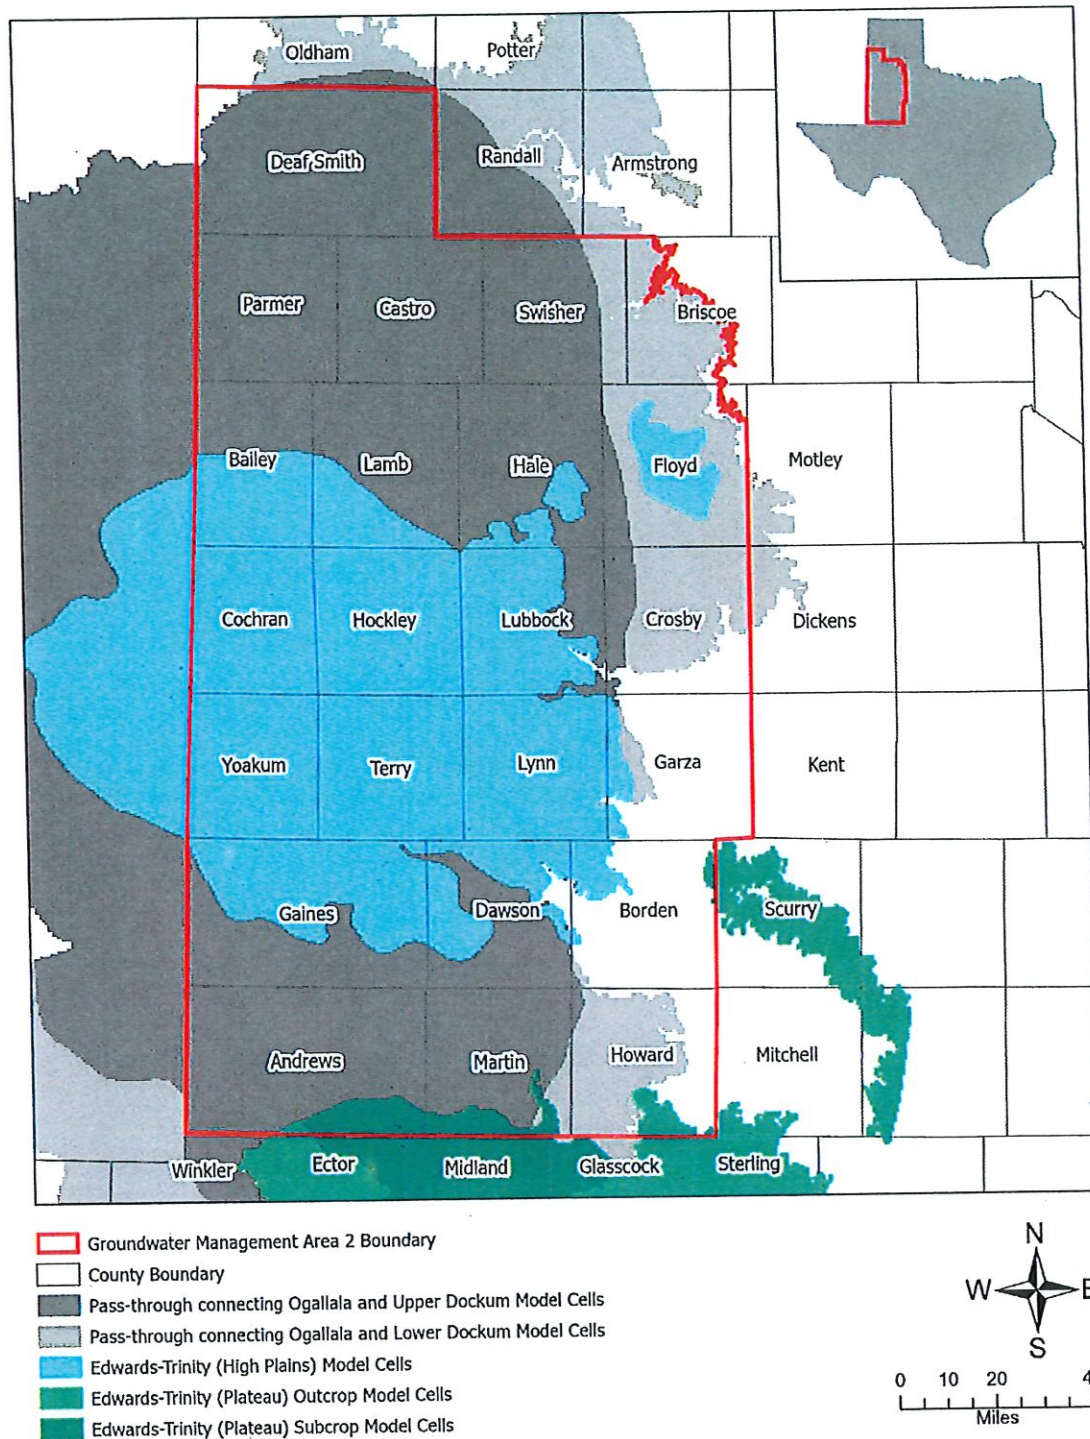 Oldham
Potter
Deaf Smith
Randall
Armstrong
Parmer
Castro
Swisher
Briscoe
Bailey
Lamb
Hale
Floyd
Motley
Cochran
Hockley
Lubbock
Crosby
Dickens
Yoakum
Terry
Lynn
Garza
Kent
Gaines
Dawson
Borden
Scurry
Andrews
Martin
Howard
Mitchell
Winkler
Ector
Midland
Glasscock
Sterling
Groundwater Management Area 2 Boundary
County Boundary
Pass-through connecting Ogallala and Upper Dockum Model Cells
Pass-through connecting Ogallala and Lower Dockum Model Cells
Edwards-Trinity (High Plains) Model Cells
Edwards-Trinity (Plateau) Outcrop Model Cells
Edwards-Trinity (Plateau) Subcrop Model Cells
N
W E
S
0 10 20
Miles